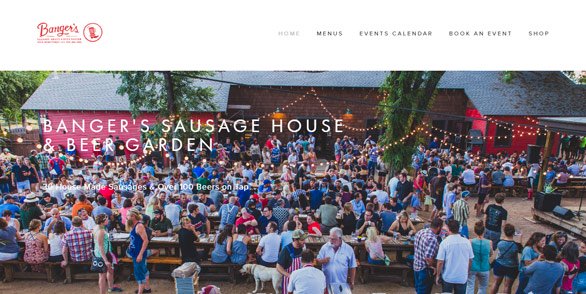 Banger's
HOME
MENUS
EVENTS CALENDAR
BOOK AN EVENT
SHOP
BANGER'S SAUSAGE HOUSE
& BEER GARDEN
House Made Sausages & Over 100 Beers on Tap